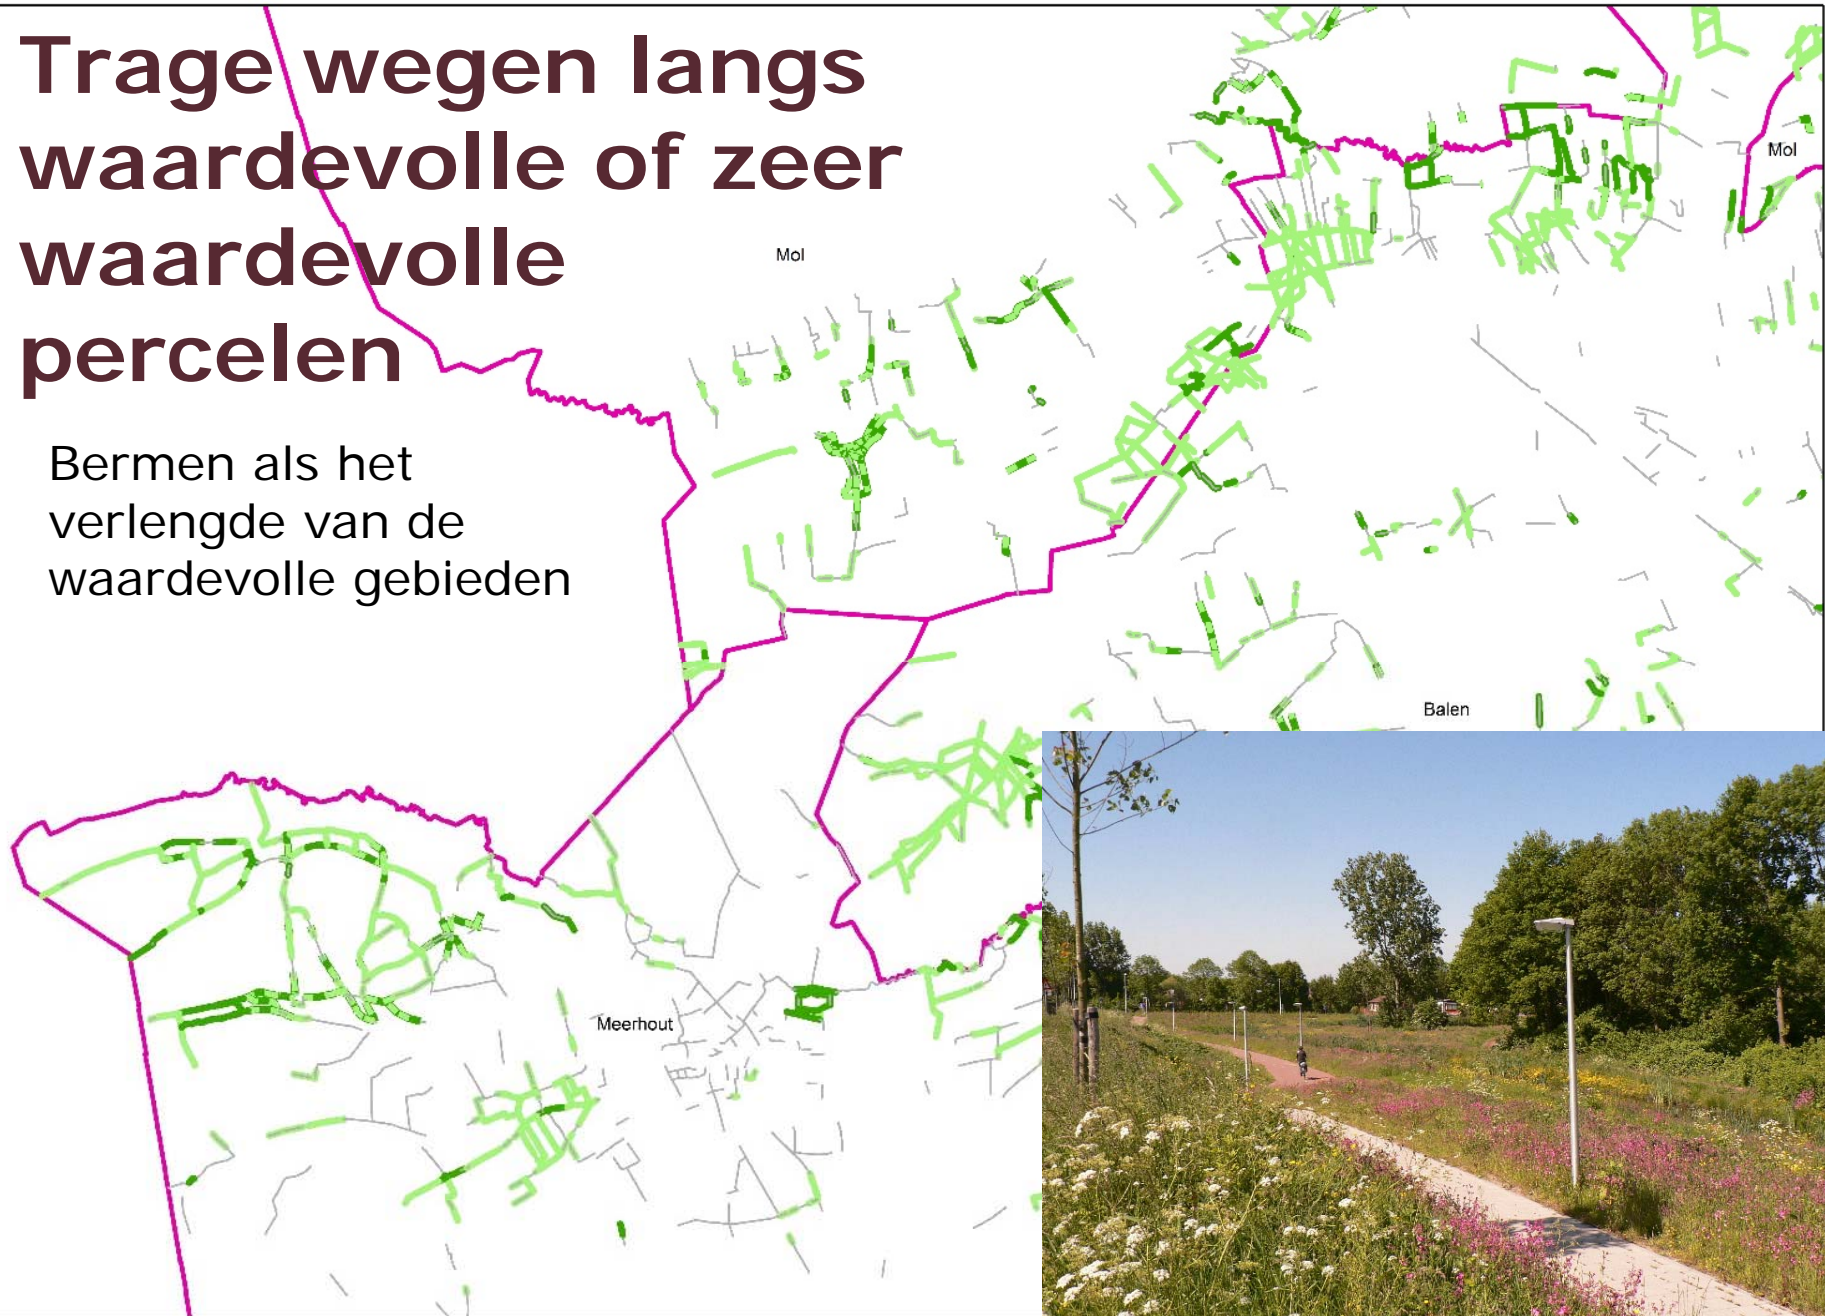 Trage wegen langs
waardevolle of zeer
waardevolle
percelen
Bermen als het
verlengde van de
waardevolle gebieden
Mol
Mol
Balen
Meerhout